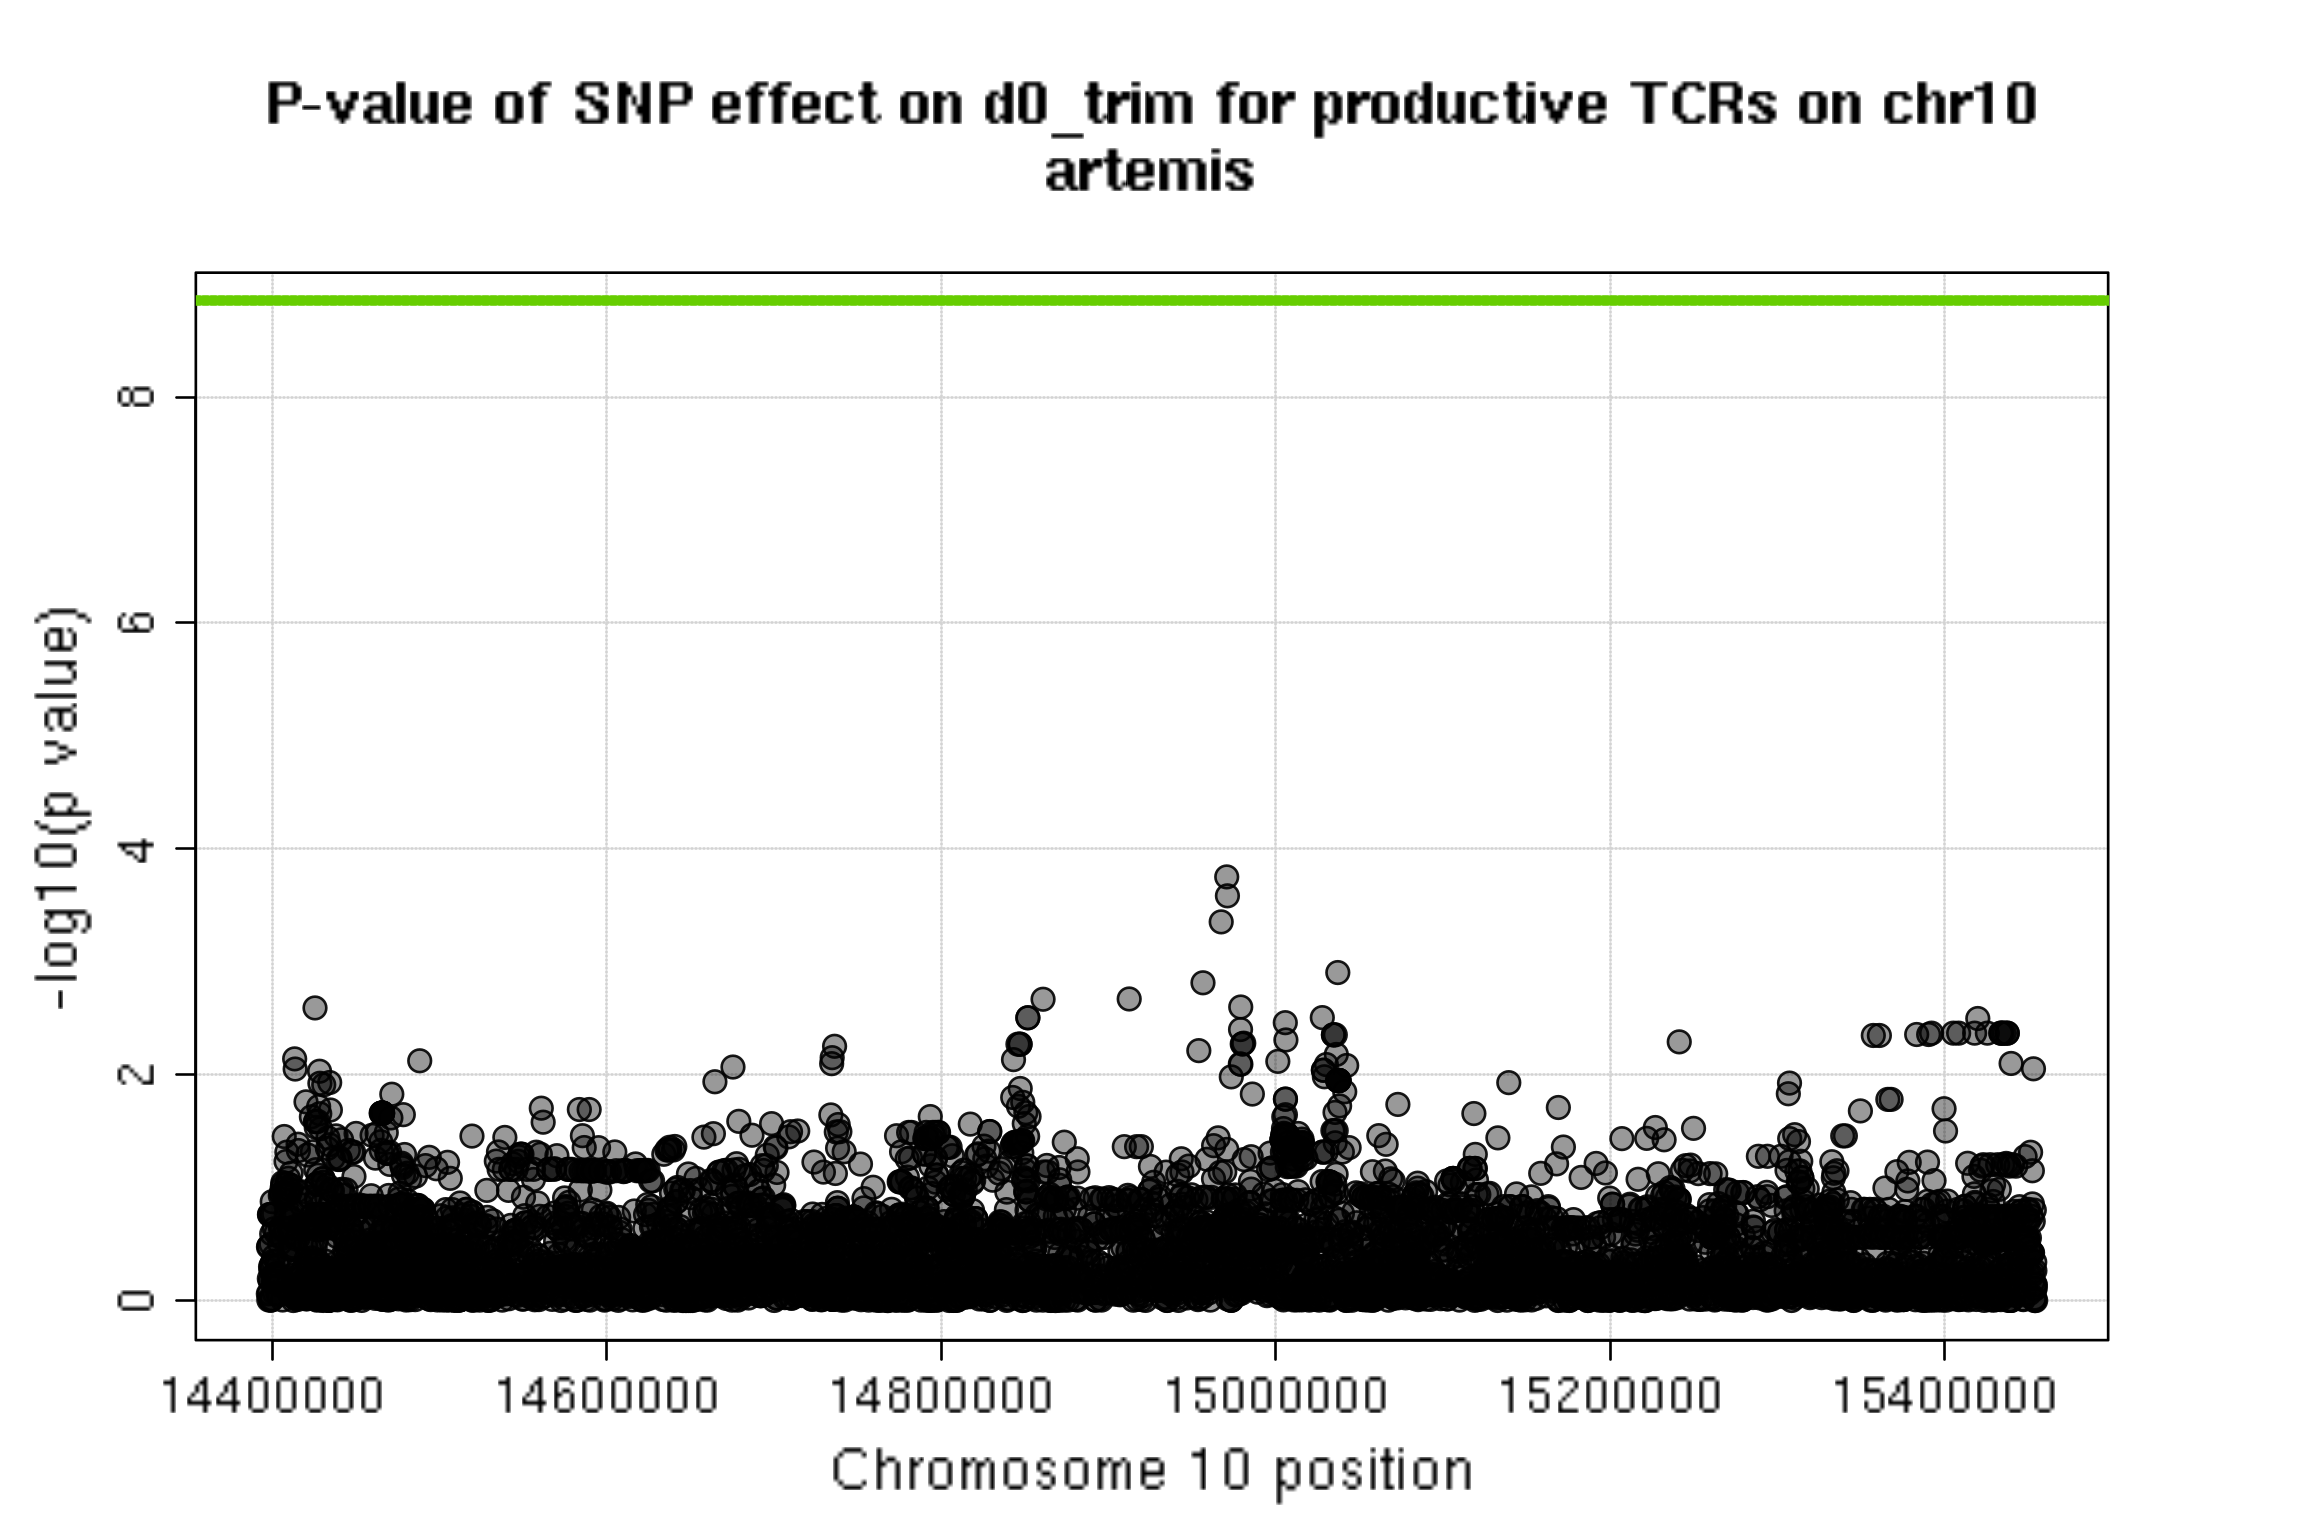 P-value of SNP effect on d0_trim for productive TCRs on chr10
artemis
-log10(p value)
8
6
4
2
0
14400000 14600000 14800000 15000000 15200000 15400000
Chromosome 10 position